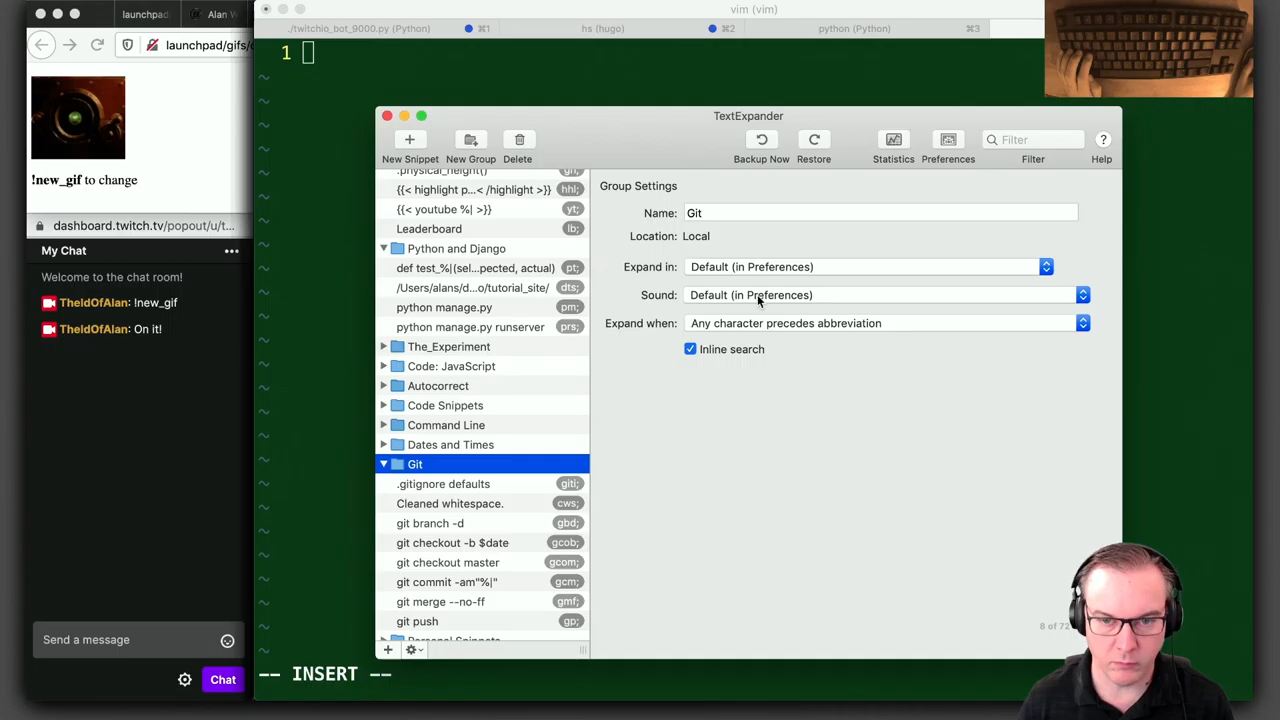 launchpad
Alan
launchpad/gifs/
!new_gif to change
dashboard.twitch.tv/popout/u/t...
My Chat
Welcome to the chat room!
TheIdOfAlan: !new_gif
TheIdOfAlan: On it!
Send a message
Chat
vim (vim)
./twitchio_bot_9000.py (Python) ⌘1
hs (hugo) ⌘2
python (Python) ⌘3
1
-- INSERT --
TextExpander
New Snippet
New Group
Delete
Backup Now
Restore
Statistics
Preferences
Filter
Filter
Help
.physical_height()
{{< highlight p...< /highlight >}} hhl;
{{< youtube %| >}} yt;
Leaderboard lb;
Python and Django
def test_%|(sel...pected, actual) pt;
/Users/alans/d...o/tutorial_site/ dts;
python manage.py pm;
python manage.py runserver prs;
The_Experiment
Code: JavaScript
Autocorrect
Code Snippets
Command Line
Dates and Times
Git
.gitignore defaults giti;
Cleaned whitespace. cws;
git branch -d gbd;
git checkout -b $date gcob;
git checkout master gcom;
git commit -am"%|" gcm;
git merge --no-ff gmf;
git push gp;
Personal Snippets
Group Settings
Name: Git
Location: Local
Expand in: Default (in Preferences)
Sound: Default (in Preferences)
Expand when: Any character precedes abbreviation
Inline search
8 of 72